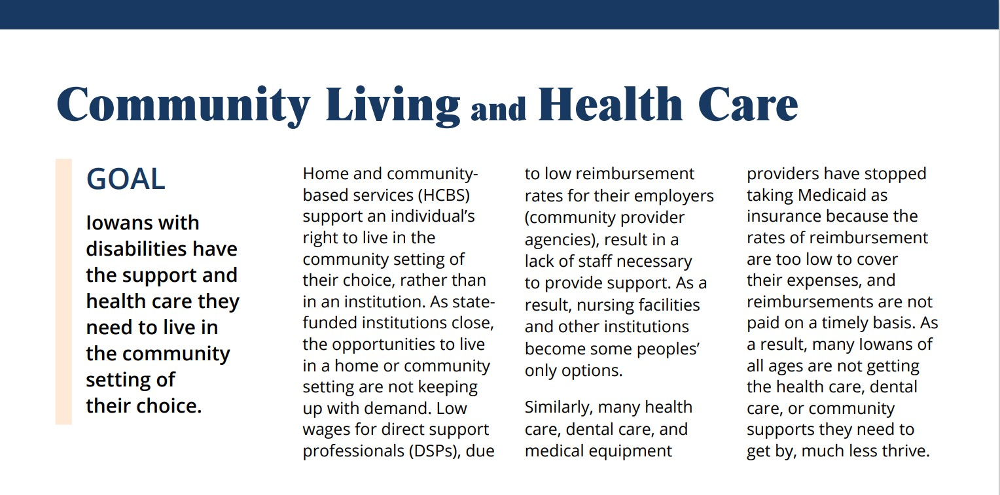 Community Living and Health Care
GOAL
Iowans with
disabilities have
the support and
health care they
need to live in
the community
setting of
their choice.
Home and community-
based services (HCBS)
support an individual’s
right to live in the
community setting of
their choice, rather than
in an institution. As state-
funded institutions close,
the opportunities to live
in a home or community
setting are not keeping
up with demand. Low
wages for direct support
professionals (DSPs), due
to low reimbursement
rates for their employers
(community provider
agencies), result in a
lack of staff necessary
to provide support. As a
result, nursing facilities
and other institutions
become some peoples’
only options.
Similarly, many health
care, dental care, and
medical equipment
providers have stopped
taking Medicaid as
insurance because the
rates of reimbursement
are too low to cover
their expenses, and
reimbursements are not
paid on a timely basis. As
a result, many Iowans of
all ages are not getting
the health care, dental
care, or community
supports they need to
get by, much less thrive.